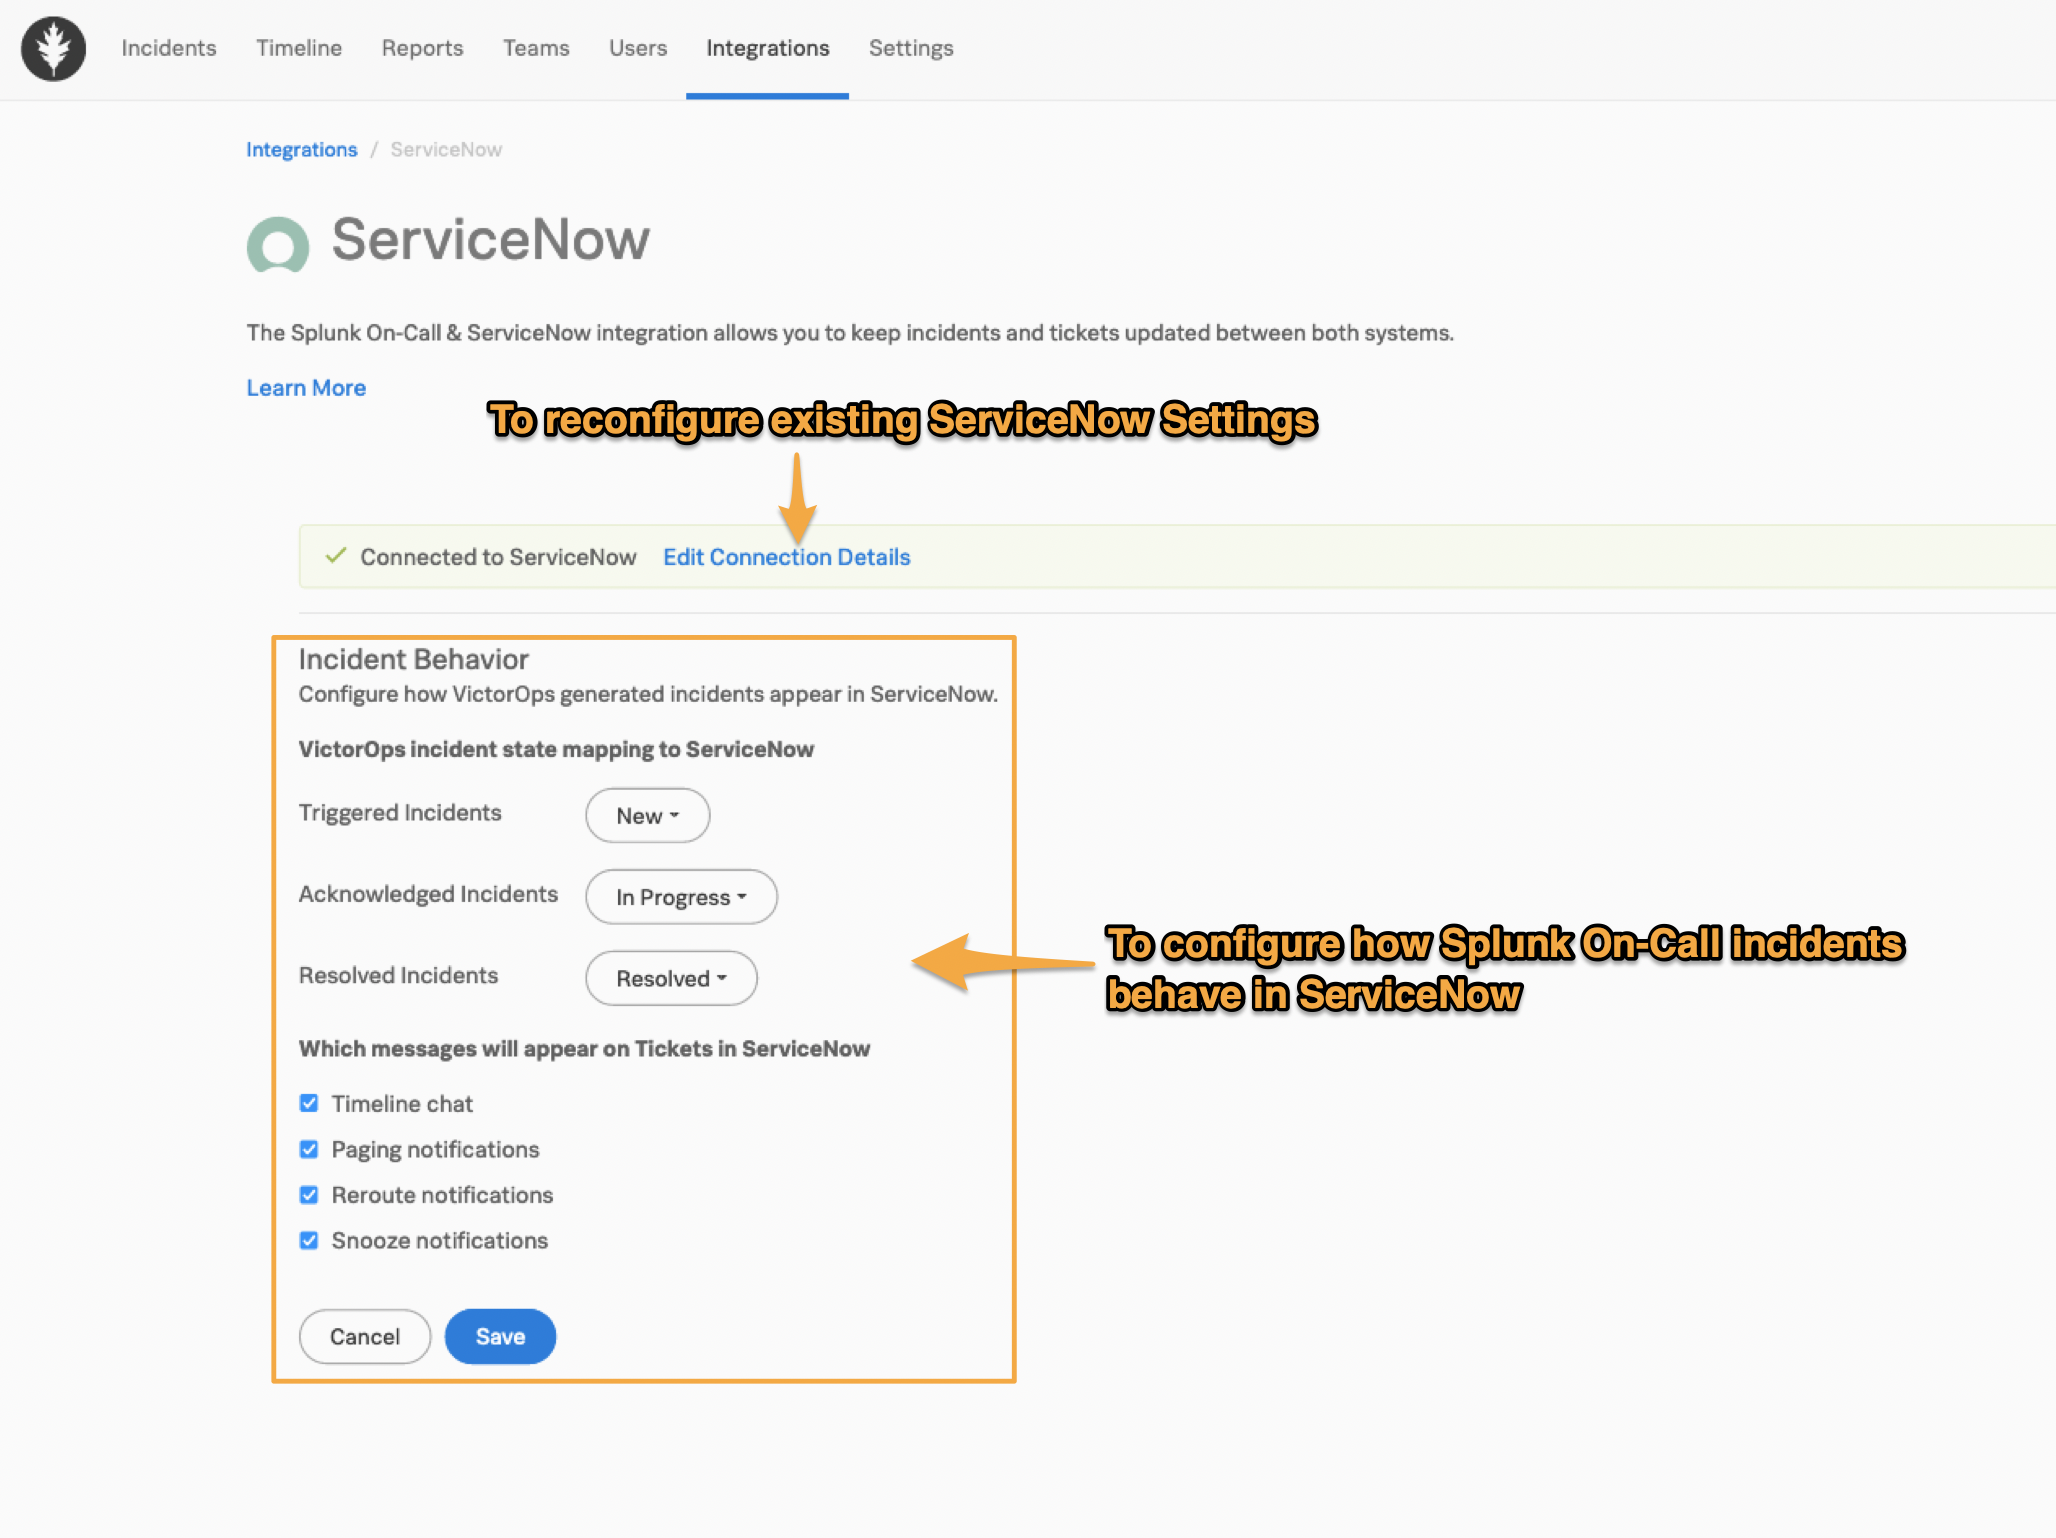 Incidents Timeline Reports Teams Users Integrations Settings
Integrations / ServiceNow
ServiceNow
The Splunk On-Call & ServiceNow integration allows you to keep incidents and tickets updated between both systems.
Learn More
To reconfigure existing ServiceNow Settings
Connected to ServiceNow Edit Connection Details
Incident Behavior
Configure how VictorOps generated incidents appear in ServiceNow.
VictorOps incident state mapping to ServiceNow
Triggered Incidents New
Acknowledged Incidents In Progress
Resolved Incidents Resolved
To configure how Splunk On-Call incidents
behave in ServiceNow
Which messages will appear on Tickets in ServiceNow
Timeline chat
Paging notifications
Reroute notifications
Snooze notifications
Cancel Save